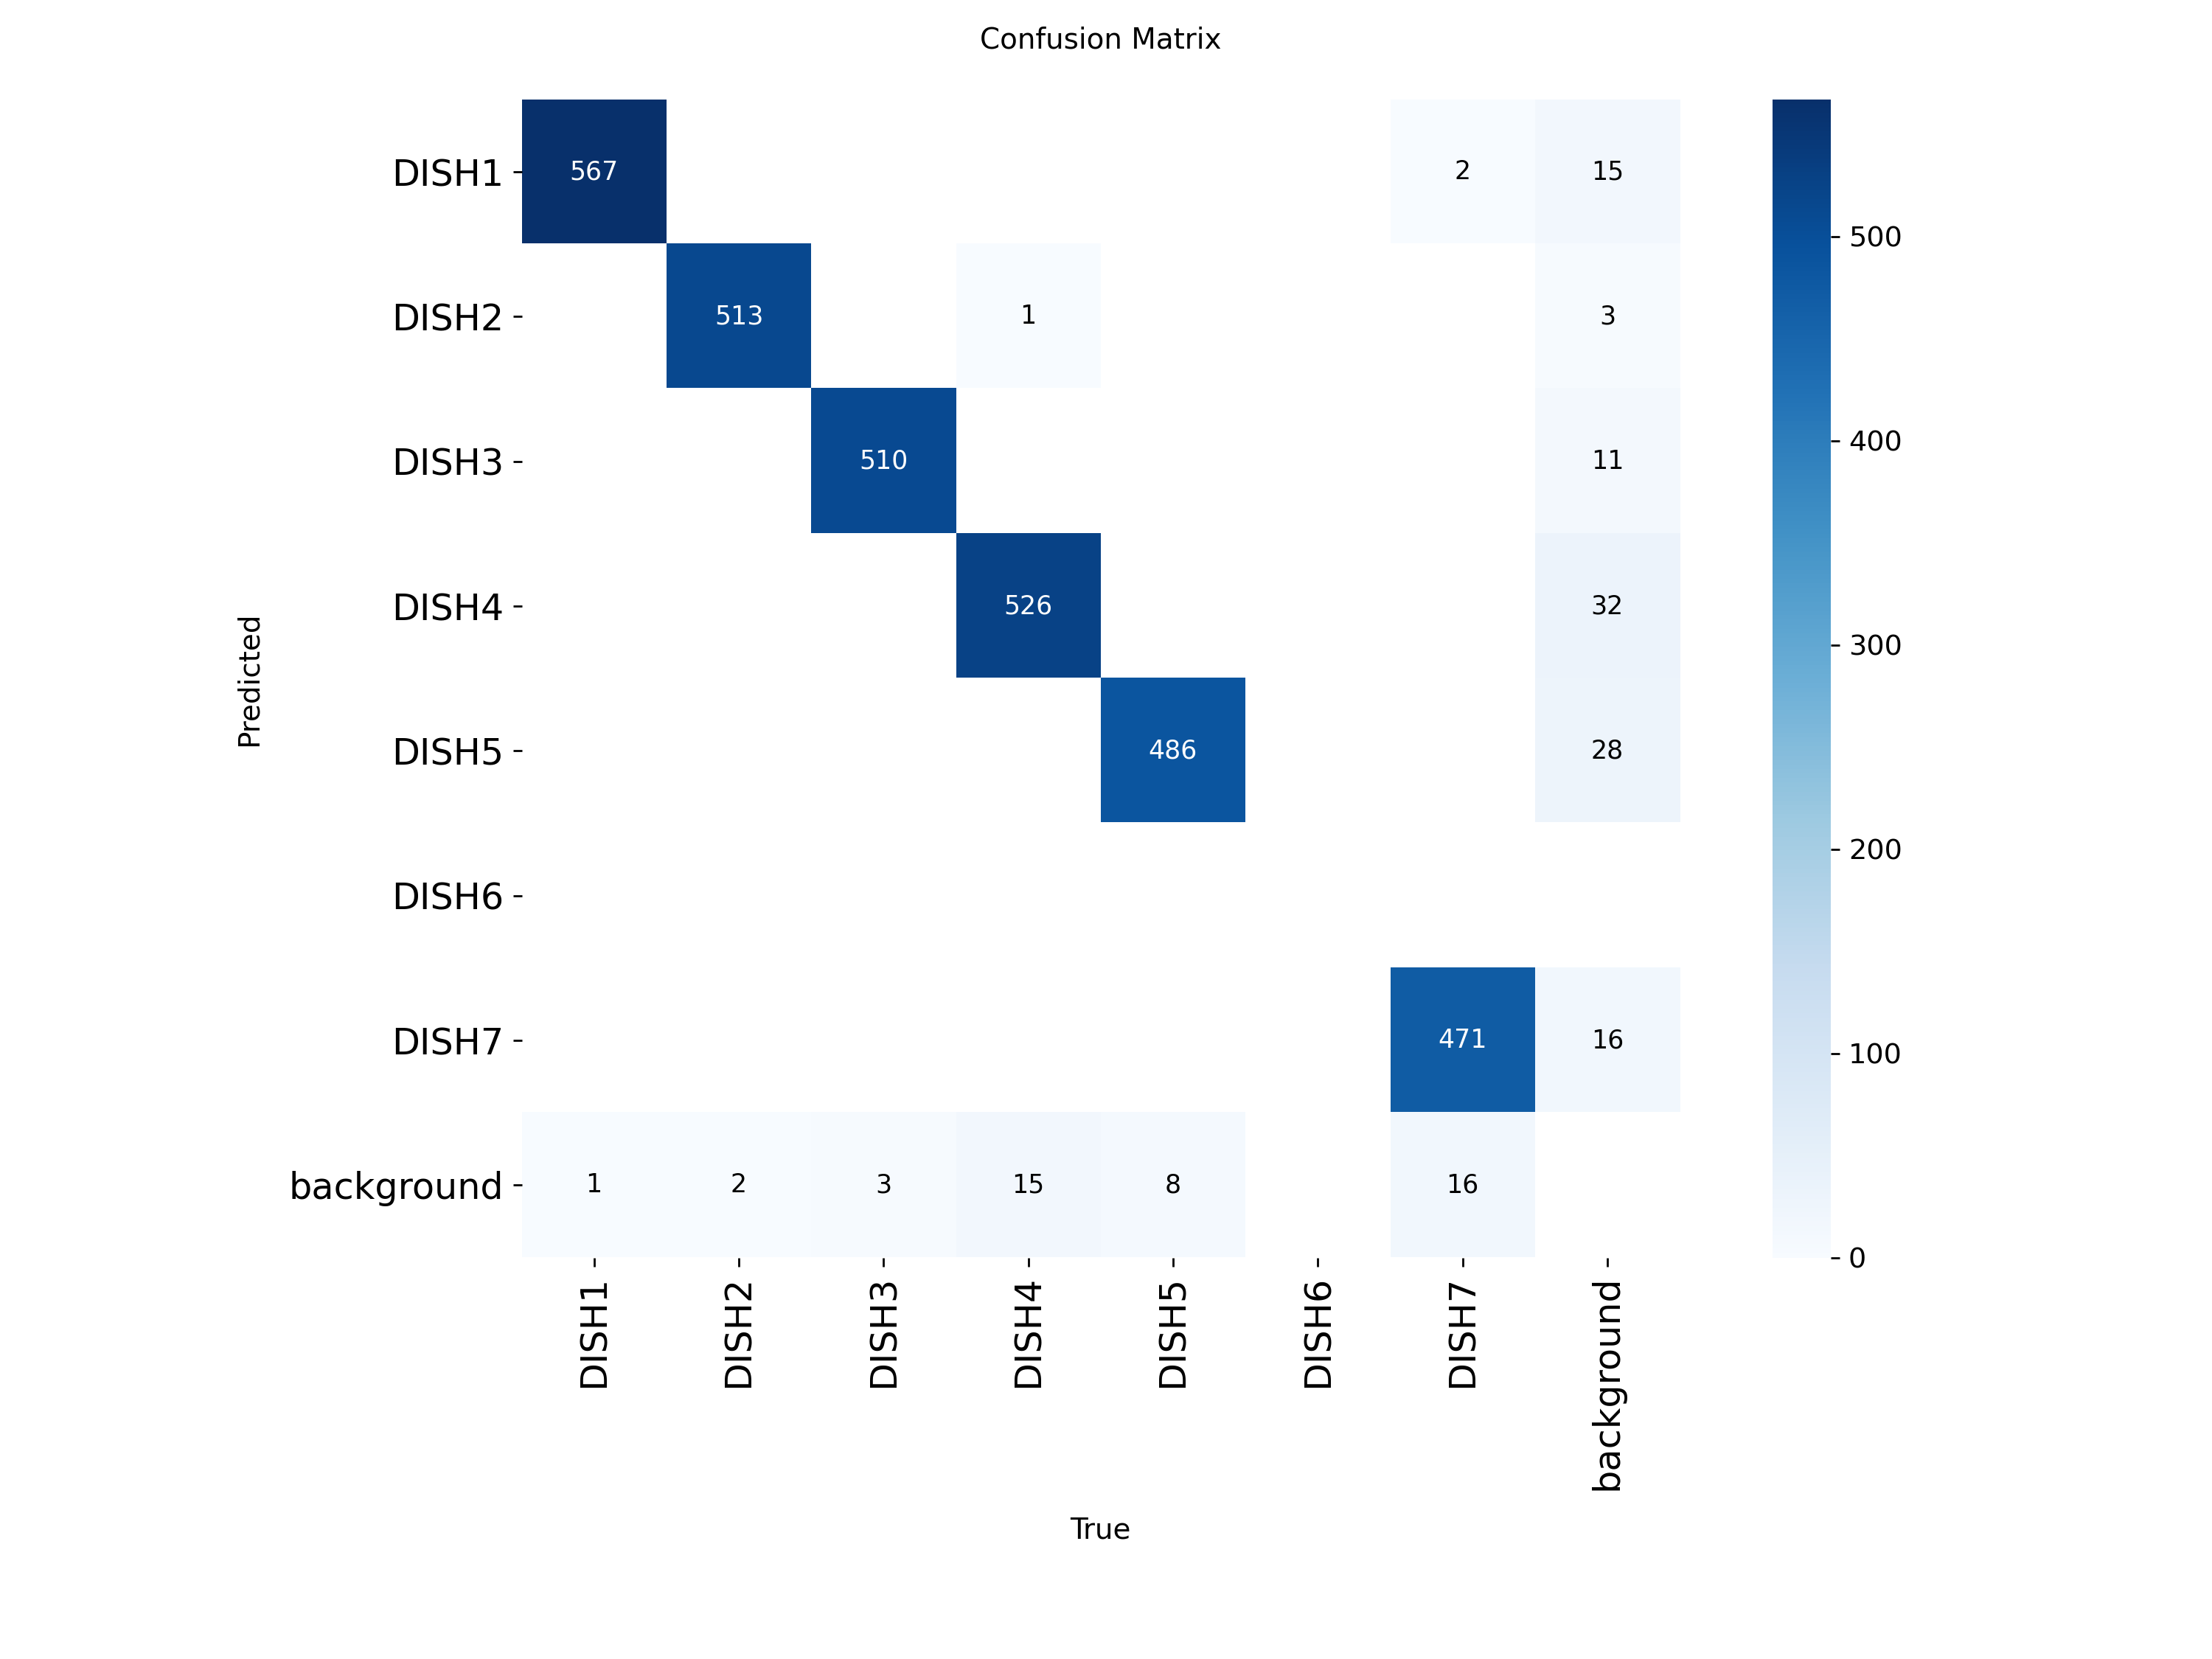 Confusion Matrix
DISH1 567 2 15
DISH2 513 1 3
DISH3 510 11
DISH4 526 32
DISH5 486 28
DISH6
DISH7 471 16
background 1 2 3 15 8 16
Predicted
DISH1 DISH2 DISH3 DISH4 DISH5 DISH6 DISH7 background
True
500
400
300
200
100
0